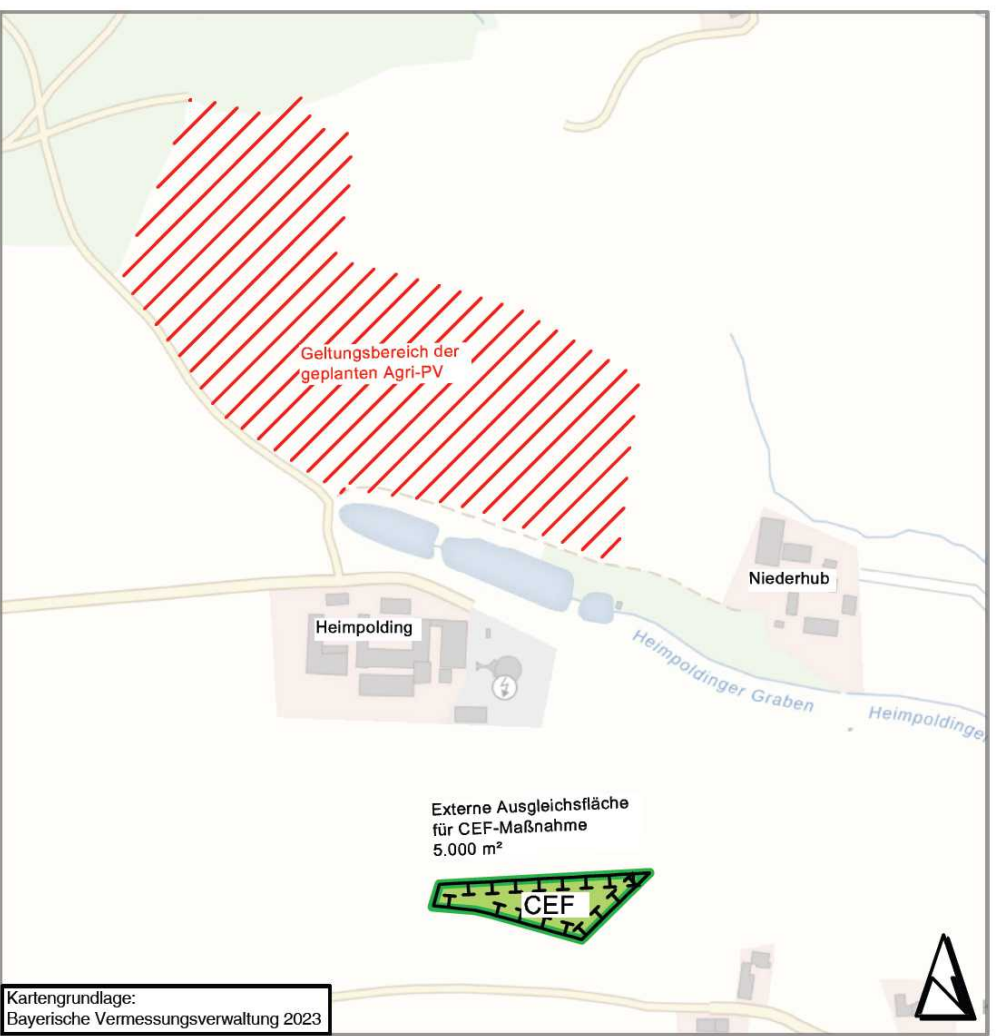 Geltungsbereich der
geplanten Agri-PV
Niederhub
Heimpolding
Heimpoldinger Graben
Heimpoldinger
Externe Ausgleichsfläche
für CEF-Maßnahme
5.000 m²
CEF
Kartengrundlage:
Bayerische Vermessungsverwaltung 2023